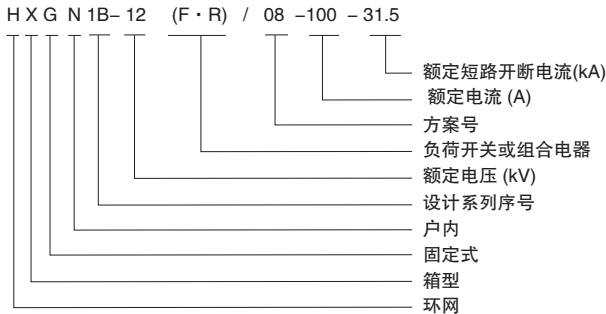 H X G N 1B- 12 (F·R) / 08 -100 - 31.5
额定短路开断电流(kA)
额定电流 (A)
方案号
负荷开关或组合电器
额定电压 (kV)
设计系列序号
户内
固定式
箱型
环网